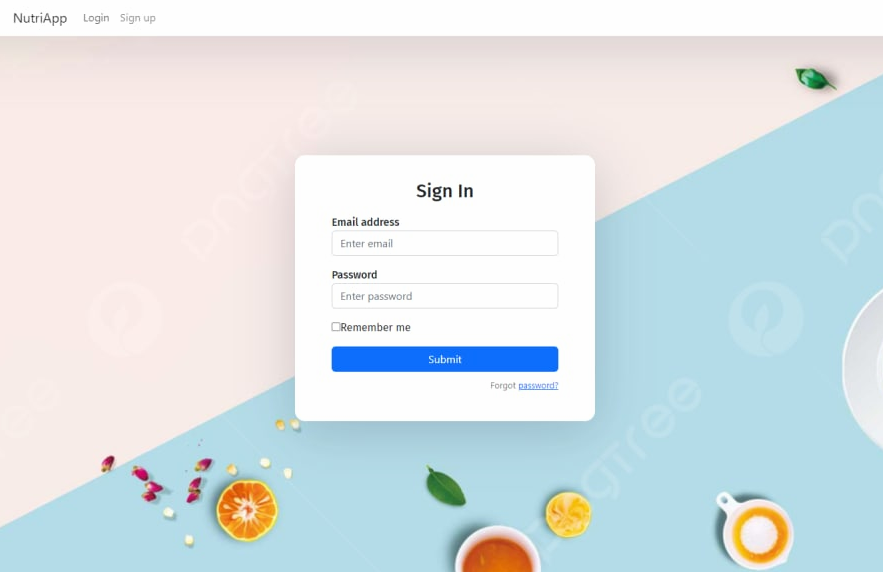 NutriApp Login Sign up
Sign In
Email address
Enter email
Password
Enter password
Remember me
Submit
Forgot password?
pngtree
pngtree